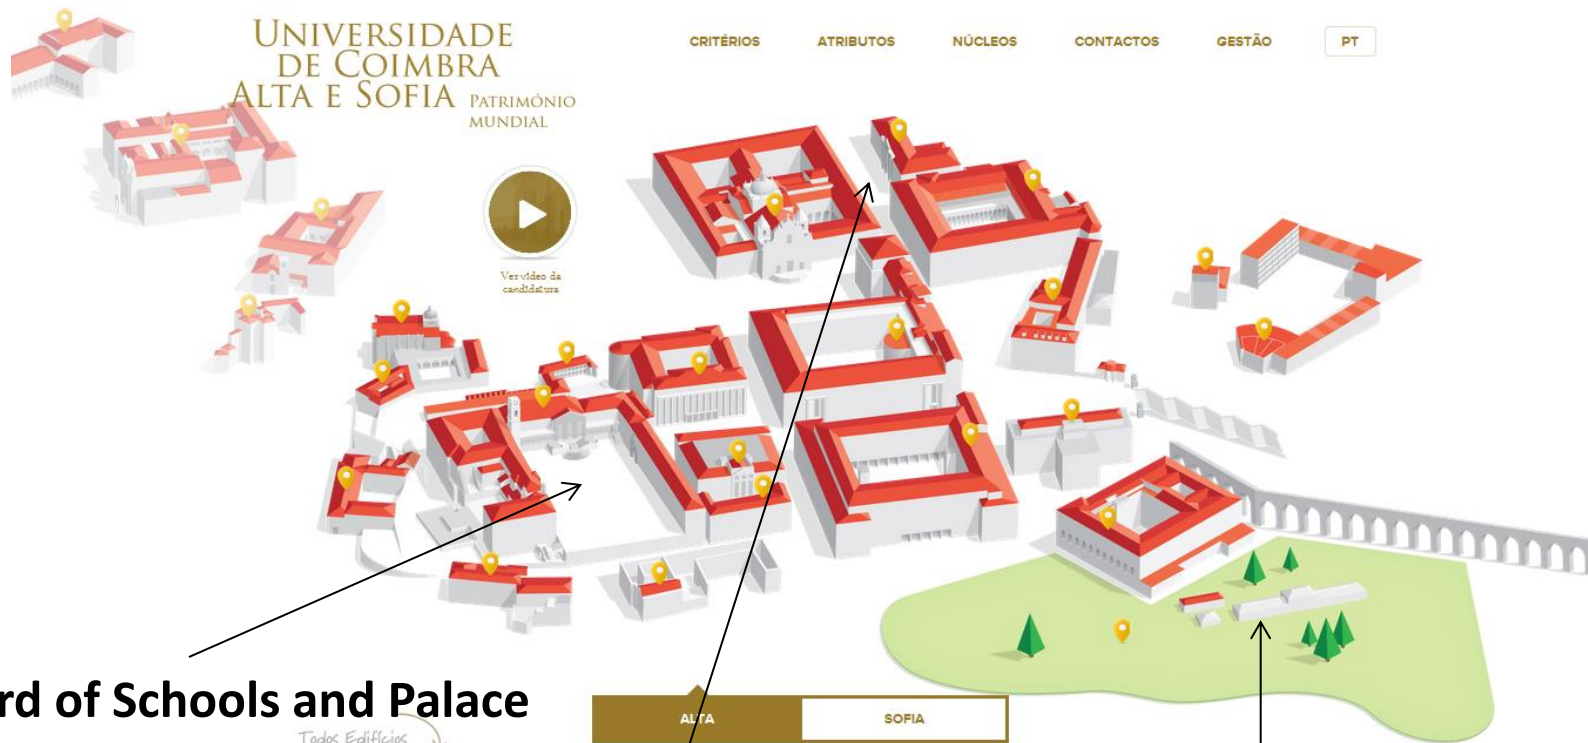 UNIVERSIDADE
DE COIMBRA
ALTA E SOFIA PATRIMÓNIO
MUNDIAL
CRITÉRIOS ATRIBUTOS NÚCLEOS CONTACTOS GESTÃO PT
Ver vídeo da
candidatura
rd of Schools and Palace
ALTA SOFIA
Todos Edifícios